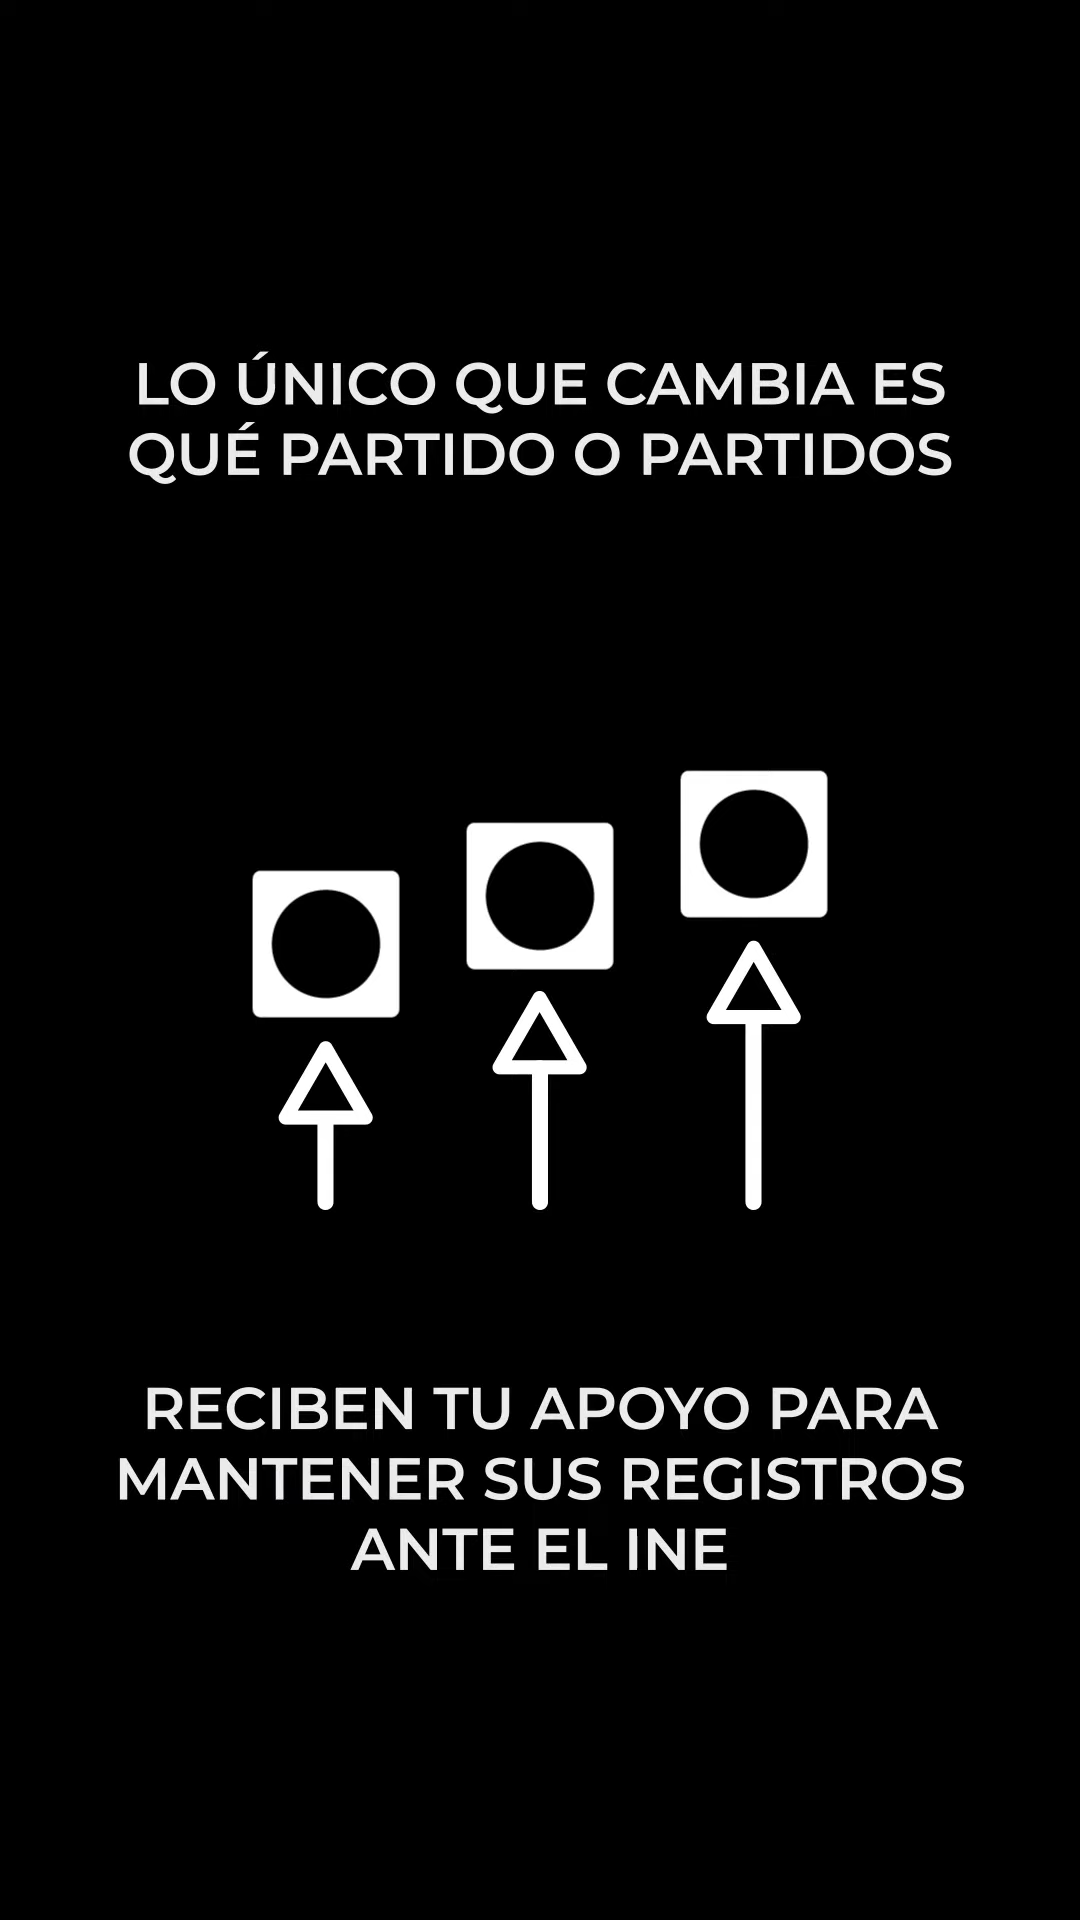 LO ÚNICO QUE CAMBIA ES
QUÉ PARTIDO O PARTIDOS
RECIBEN TU APOYO PARA
MANTENER SUS REGISTROS
ANTE EL INE